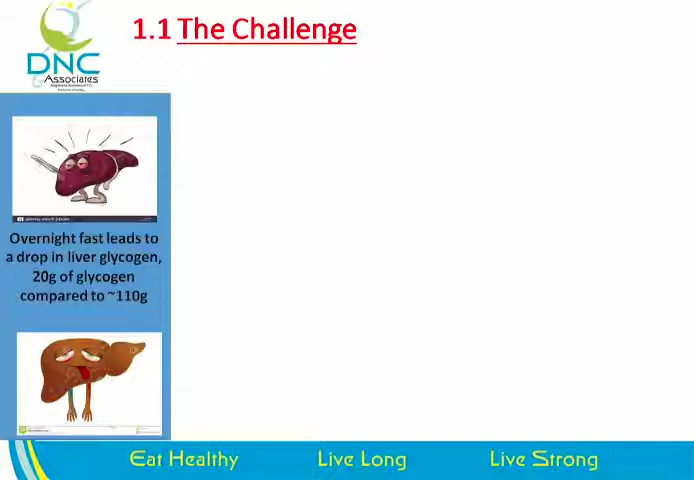 1.1 The Challenge
DNC
& Associates
Overnight fast leads to
a drop in liver glycogen,
20g of glycogen
compared to ~110g
Eat Healthy
Live Long
Live Strong